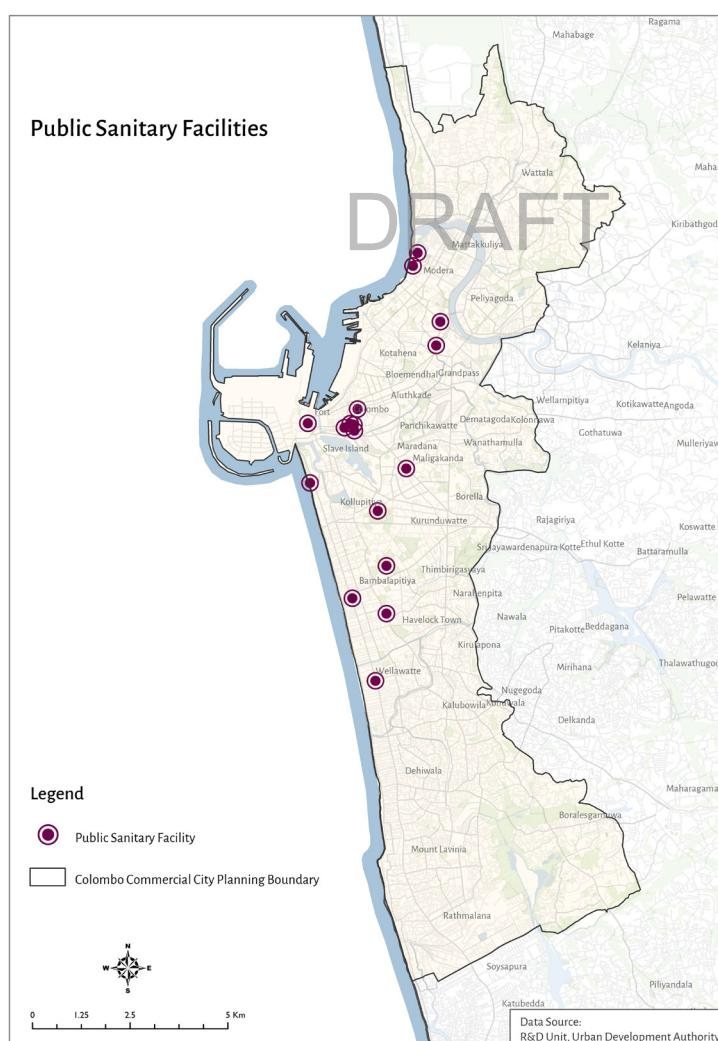 Ragama
Mahabage
Public Sanitary Facilities
Wattala
Maha
DRAFT
Kiribathgod
Mattakkuliya
Modera
Peliyagoda
Kelaniya
Kotahena
Bloemendhal
Grandpass
Aluthkade
Wellampitiya
Kotikawatte
Angoda
Fort
ombo
Dematagoda
Kolonnawa
Panchikawatte
Gothatuwa
Wanathamulla
Mulleriyaw
Maradana
Slave Island
Maligakanda
Borella
Kollupitiya
Kurunduwatte
Rajagiriya
Koswatte
Sri Jayawardenapura Kotte
Ethul Kotte
Battaramulla
Thimbirigasyaya
Bambalapitiya
Narahenpita
Pelawatte
Havelock Town
Nawala
Pitakotte
Beddagana
Kirulapona
Mirihana
Thalawathugod
Wellawatte
Nugegoda
Kalubowila
Kohuwala
Delkanda
Dehiwala
Maharagama
Legend
Boralesgamuwa
Public Sanitary Facility
Mount Lavinia
Colombo Commercial City Planning Boundary
Rathmalana
N
W E
S
Soysapura
Piliyandala
Katubedda
0 1.25 2.5 5 Km
Data Source:
R&D Unit, Urban Development Authority